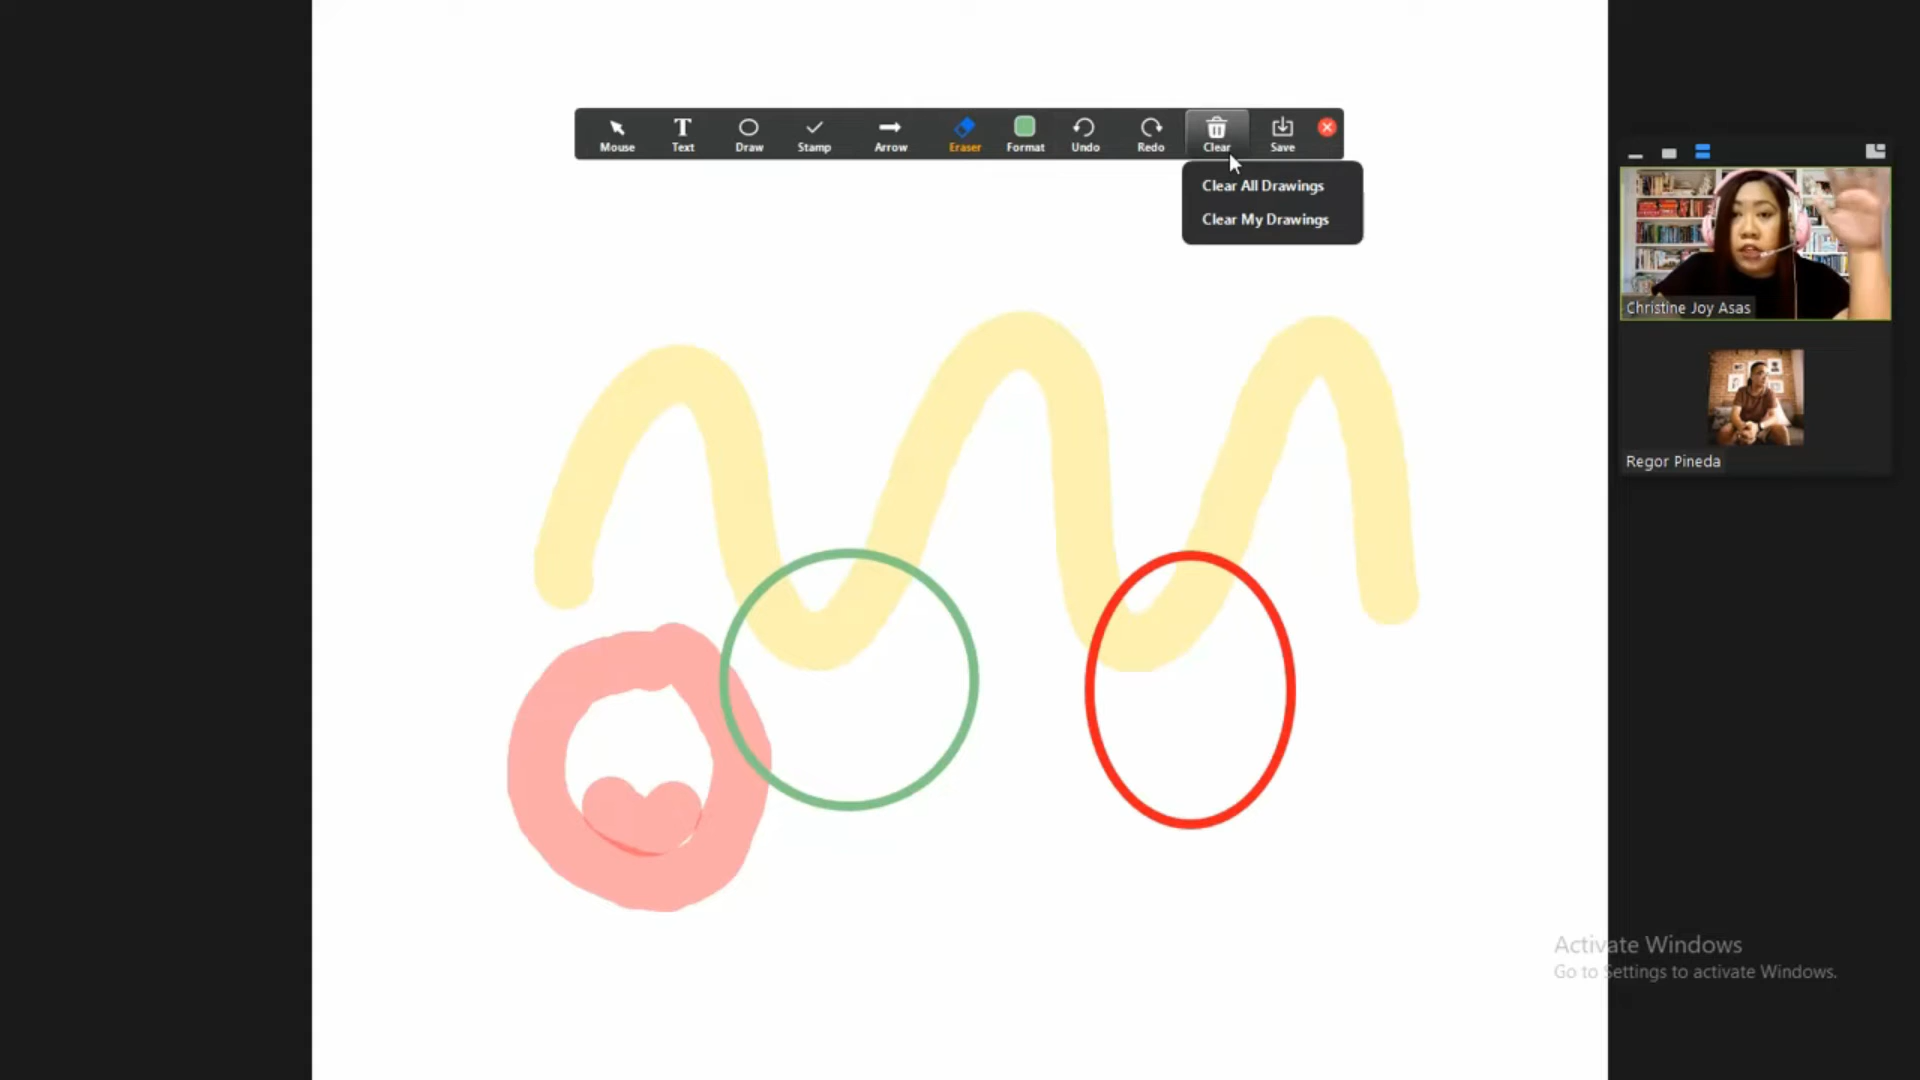 Mouse Text Draw Stamp Arrow Eraser Format Undo Redo Clear Save
Clear All Drawings
Clear My Drawings
Christine Joy Asas
Regor Pineda
Activate Windows
Go to Settings to activate Windows.